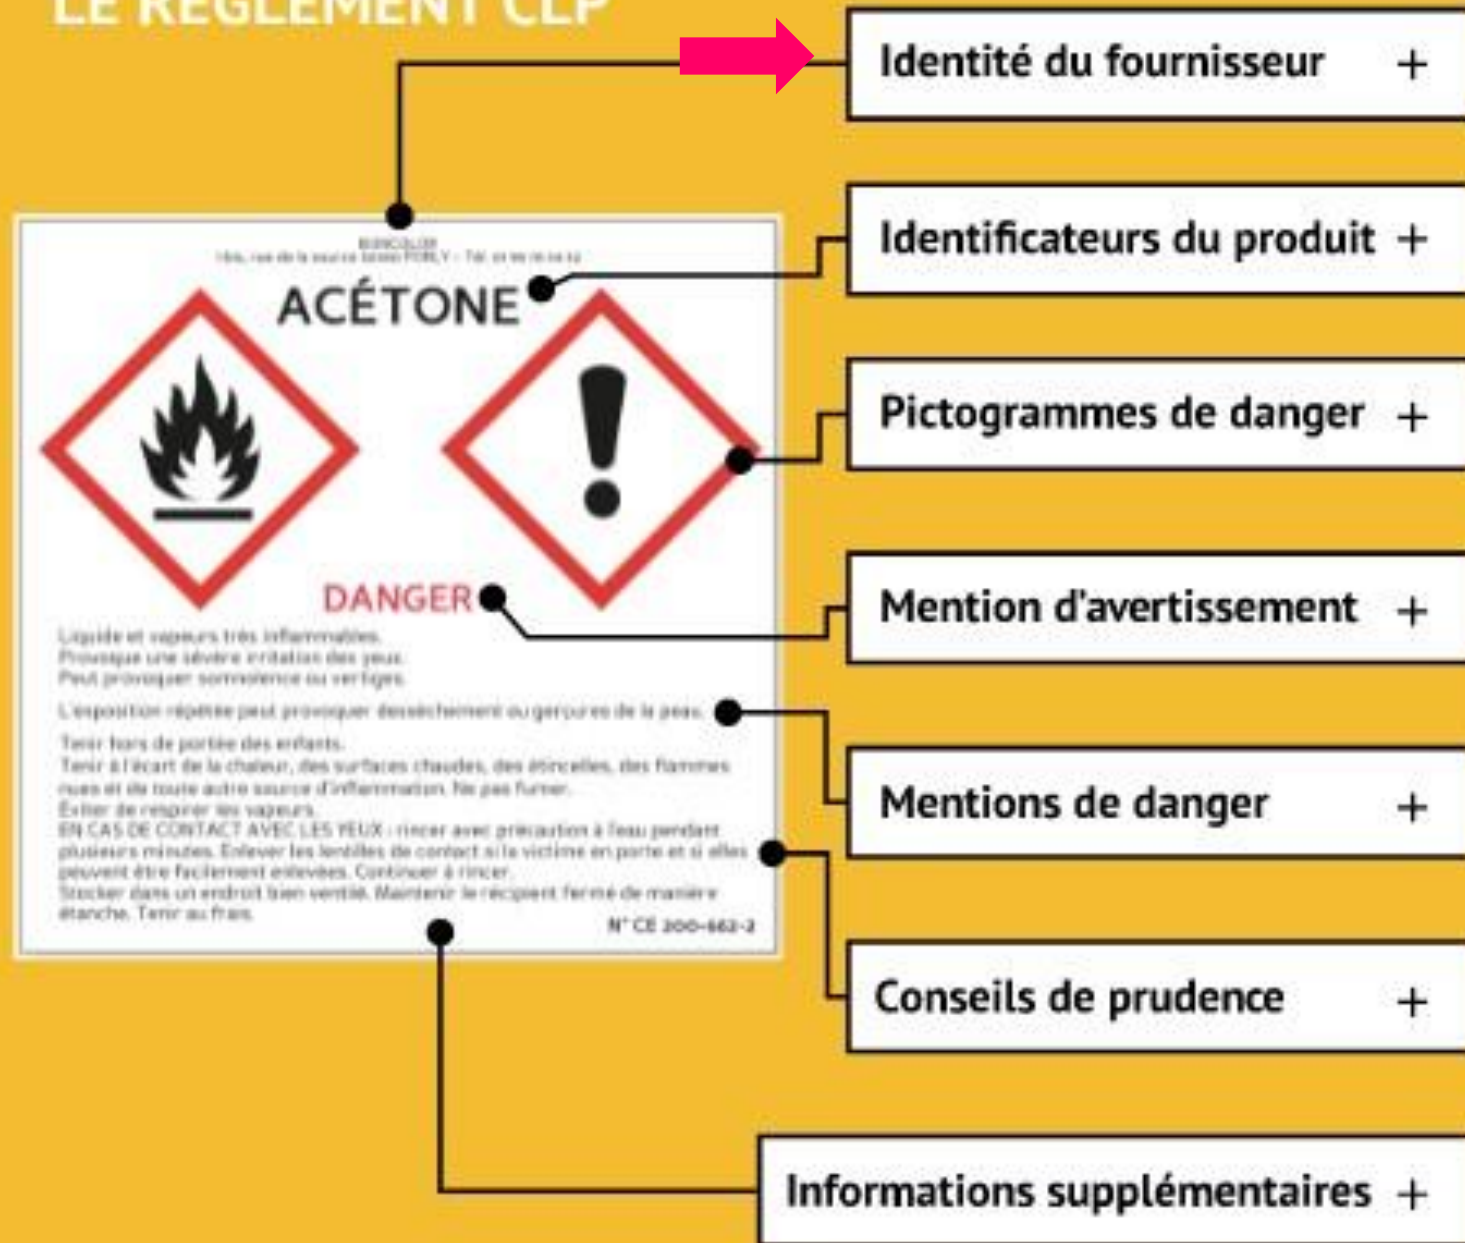 LE RÈGLEMENT CLP
Identité du fournisseur +
Identificateurs du produit +
Pictogrammes de danger +
Mention d'avertissement +
Mentions de danger +
Conseils de prudence +
Informations supplémentaires +
rue de la source - Tél.
ACÉTONE
DANGER
Liquide et vapeurs très inflammables.
Provoque une sévère irritation des yeux.
Peut provoquer somnolence ou vertiges.
L'exposition répétée peut provoquer dessèchement ou gerçures de la peau.
Tenir hors de portée des enfants.
Tenir à l'écart de la chaleur, des surfaces chaudes, des étincelles, des flammes
nues et de toute autre source d'inflammation. Ne pas fumer.
Éviter de respirer les vapeurs.
EN CAS DE CONTACT AVEC LES YEUX : rincer avec précaution à l'eau pendant
plusieurs minutes. Enlever les lentilles de contact si la victime en porte et si elles
peuvent être facilement enlevées. Continuer à rincer.
Stocker dans un endroit bien ventilé. Maintenir le récipient fermé de manière
étanche. Tenir au frais.
N° CE 200-662-2